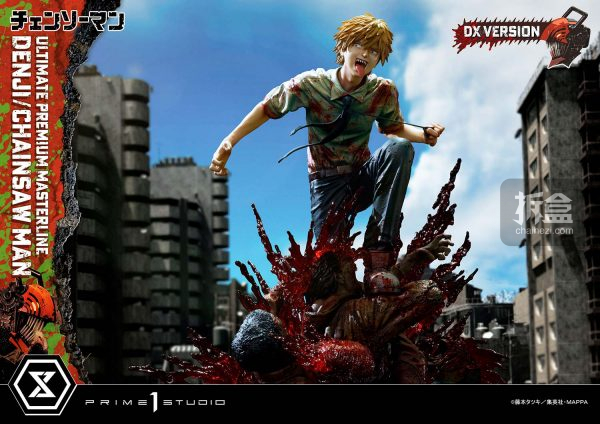 チェンソーマン
ULTIMATE PREMIUM MASTERLINE
DENJI/CHAINSAW MAN
DX VERSION
拆盒
chaihezi.com
PRIME 1 STUDIO
©藤本タツキ/集英社・MAPPA